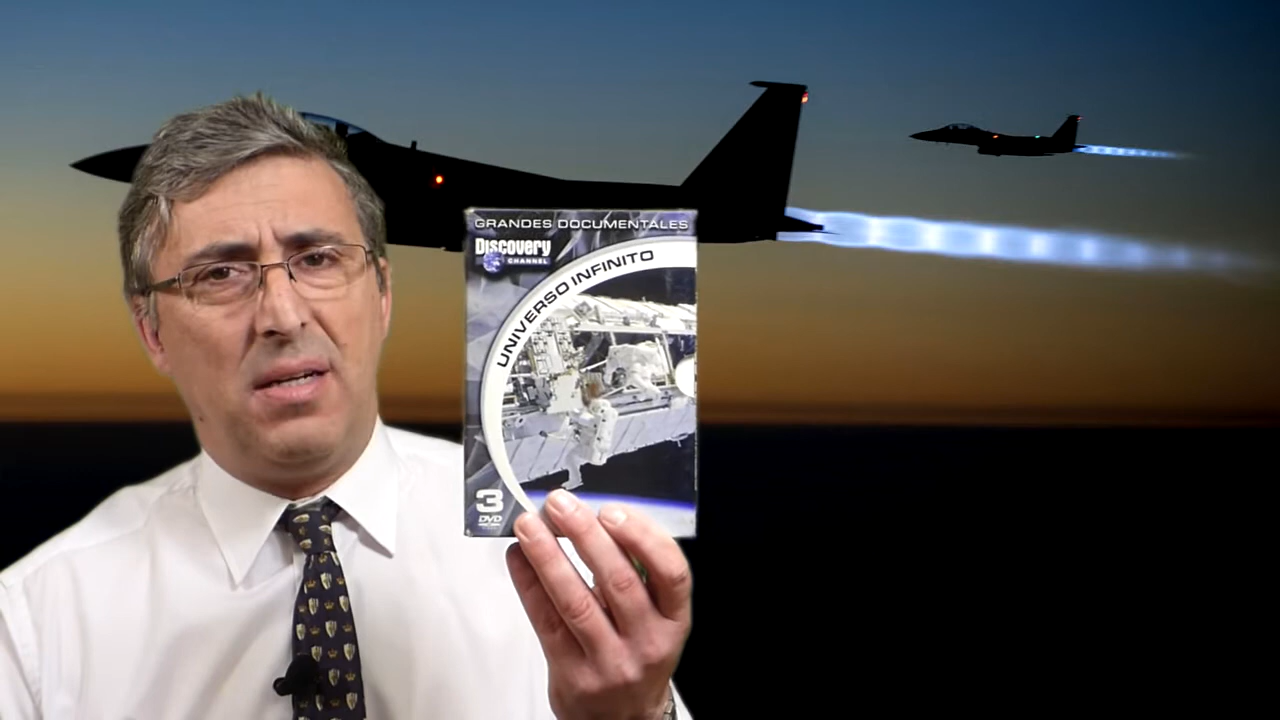 GRANDES DOCUMENTALES
Discovery
CHANNEL
UNIVERSO INFINITO
3
DVD